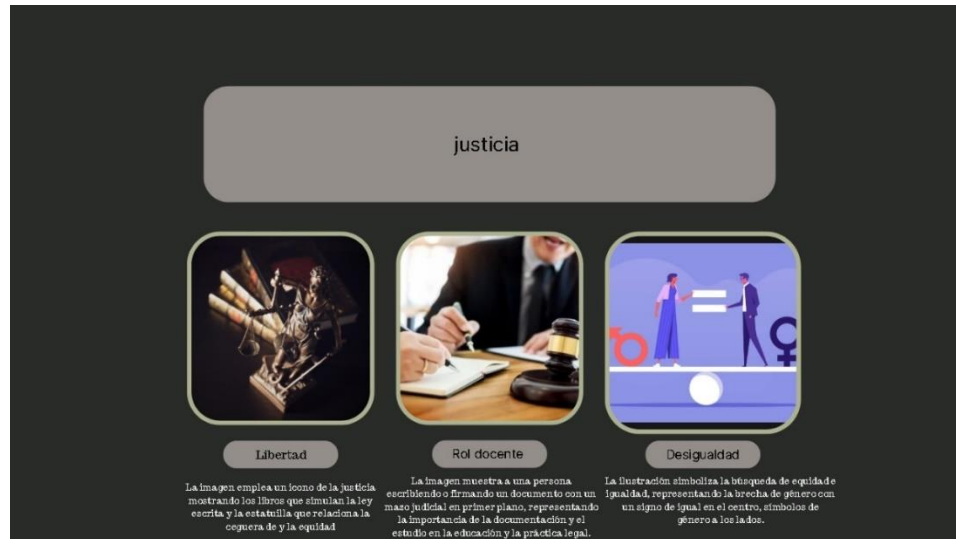 justicia
Libertad
La imagen emplea un icono de la justicia
mostrando los libros que simulan la ley
escrita y la estatuilla que relaciona la
ceguera de y la equidad
Rol docente
La imagen muestra a una persona
escribiendo o firmando un documento con un
mazo judicial en primer plano, representando
la importancia de la documentación y el
estudio en la educación y la práctica legal.
Desigualdad
La ilustración simboliza la búsqueda de equidad e
igualdad, representando la brecha de género con
un signo de igual en el centro, símbolos de
género a los lados.